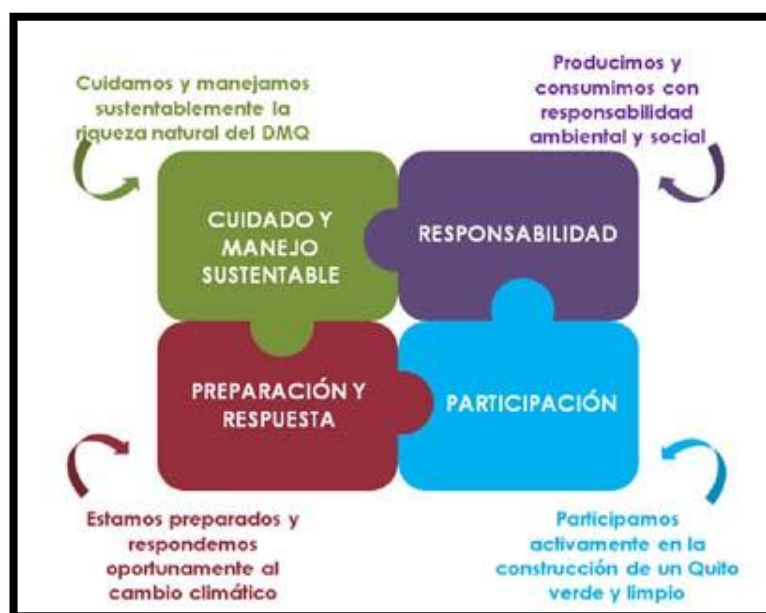 Cuidamos y manejamos
sustentablemente la
riqueza natural del DMQ
Producimos y
consumimos con
responsabilidad
ambiental y social
CUIDADO Y
MANEJO
SUSTENTABLE
RESPONSABILIDAD
PREPARACIÓN Y
RESPUESTA
PARTICIPACIÓN
Estamos preparados y
respondemos
oportunamente al
cambio climático
Participamos
activamente en la
construcción de un Quito
verde y limpio